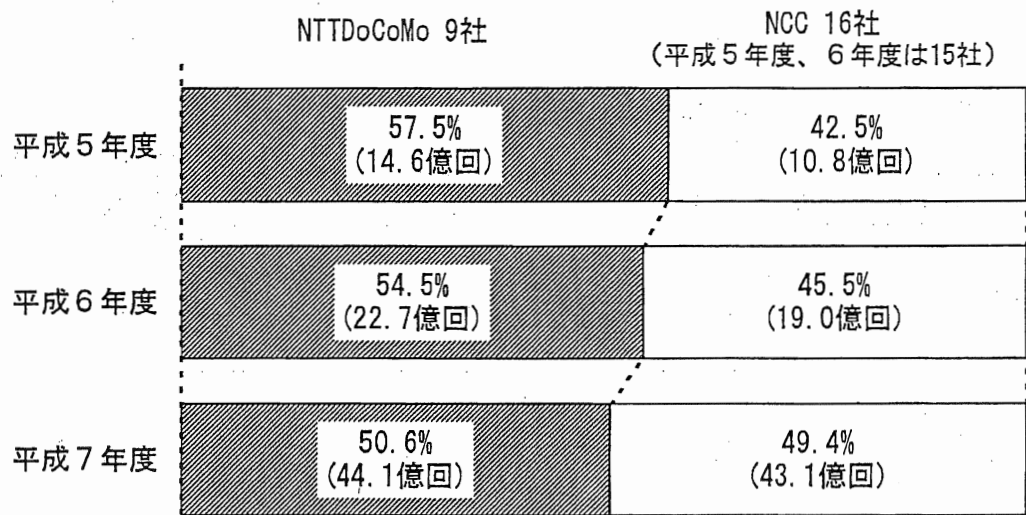 NTTDoCoMo 9社
NCC 16社
(平成5年度、6年度は15社)
平成5年度
57.5%
(14.6億回)
42.5%
(10.8億回)
平成6年度
54.5%
(22.7億回)
45.5%
(19.0億回)
平成7年度
50.6%
(44.1億回)
49.4%
(43.1億回)